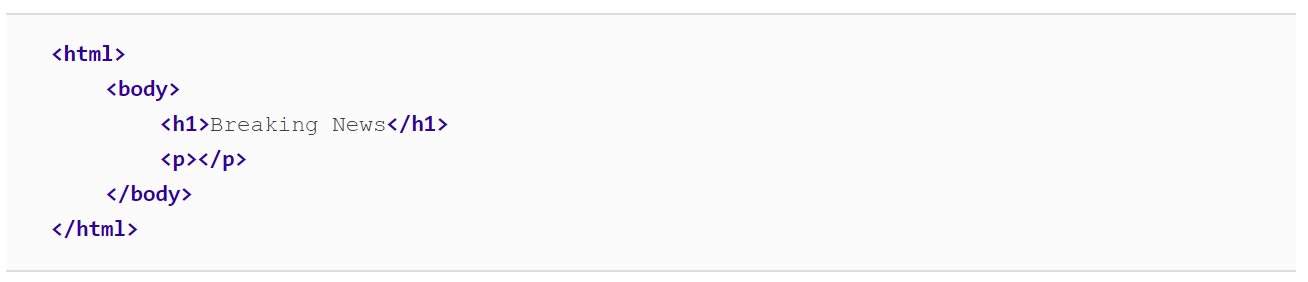 <html>
<body>
<h1>Breaking News</h1>
<p></p>
</body>
</html>